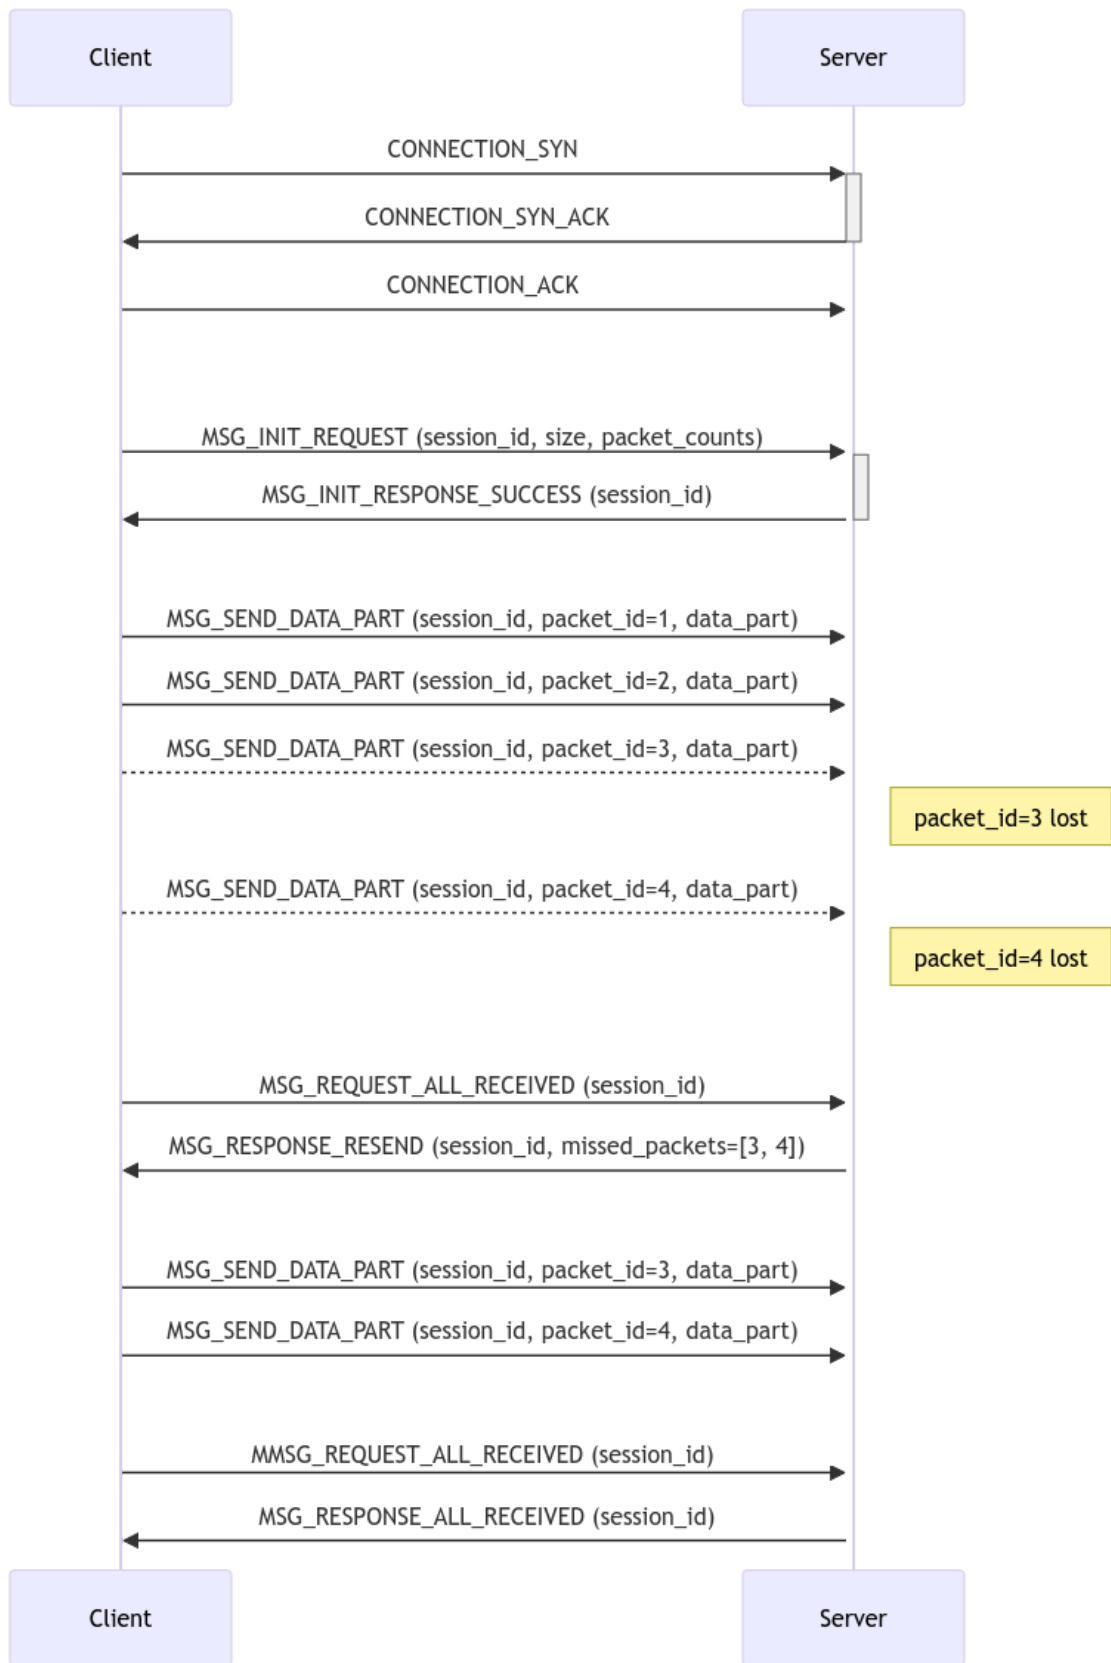 Client
Server
CONNECTION_SYN
CONNECTION_SYN_ACK
CONNECTION_ACK
MSG_INIT_REQUEST (session_id, size, packet_counts)
MSG_INIT_RESPONSE_SUCCESS (session_id)
MSG_SEND_DATA_PART (session_id, packet_id=1, data_part)
MSG_SEND_DATA_PART (session_id, packet_id=2, data_part)
MSG_SEND_DATA_PART (session_id, packet_id=3, data_part)
packet_id=3 lost
MSG_SEND_DATA_PART (session_id, packet_id=4, data_part)
packet_id=4 lost
MSG_REQUEST_ALL_RECEIVED (session_id)
MSG_RESPONSE_RESEND (session_id, missed_packets=[3, 4])
MSG_SEND_DATA_PART (session_id, packet_id=3, data_part)
MSG_SEND_DATA_PART (session_id, packet_id=4, data_part)
MMSG_REQUEST_ALL_RECEIVED (session_id)
MSG_RESPONSE_ALL_RECEIVED (session_id)
Client
Server